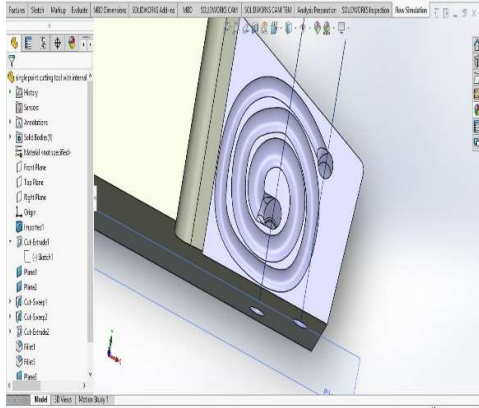 Features Sketch Markup Evaluate MBD Dimensions SOLIDWORKS Add-Ins MBD SOLIDWORKS CAM SOLIDWORKS CAM TBM Analysis Preparation SOLIDWORKS Inspection Flow Simulation
single point cutting tool with internal
History
Sensors
Annotations
Solid Bodies(1)
Material <not specified>
Front Plane
Top Plane
Right Plane
Origin
Imported1
Cut-Extrude1
(-) Sketch1
Plane1
Plane2
Cut-Sweep1
Cut-Sweep2
Cut-Extrude2
Fillet1
Fillet3
Plane3
Model 3D Views Motion Study 1